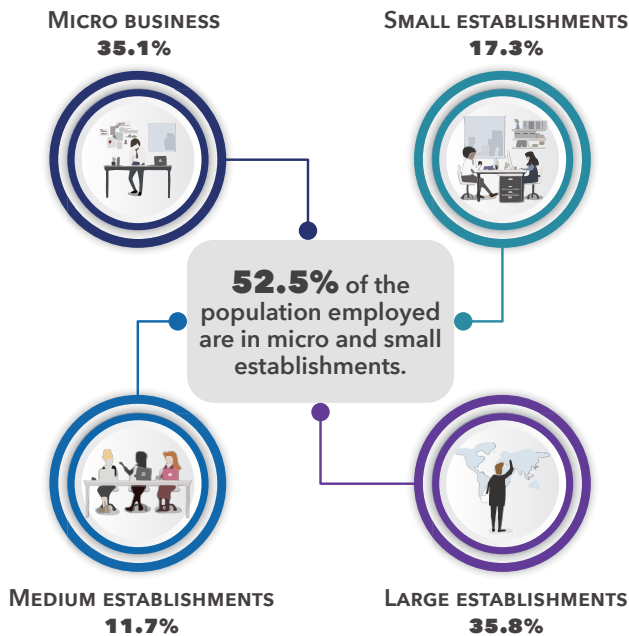 MICRO BUSINESS
35.1%
SMALL ESTABLISHMENTS
17.3%
52.5% of the
population employed
are in micro and small
establishments.
MEDIUM ESTABLISHMENTS
11.7%
LARGE ESTABLISHMENTS
35.8%